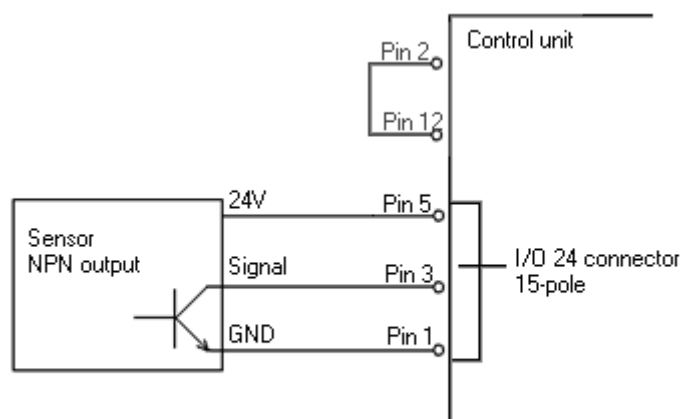 Control unit
Pin 2
Pin 12
24V
Pin 5
Sensor
NPN output
Signal
Pin 3
I/O 24 connector
15-pole
GND
Pin 1